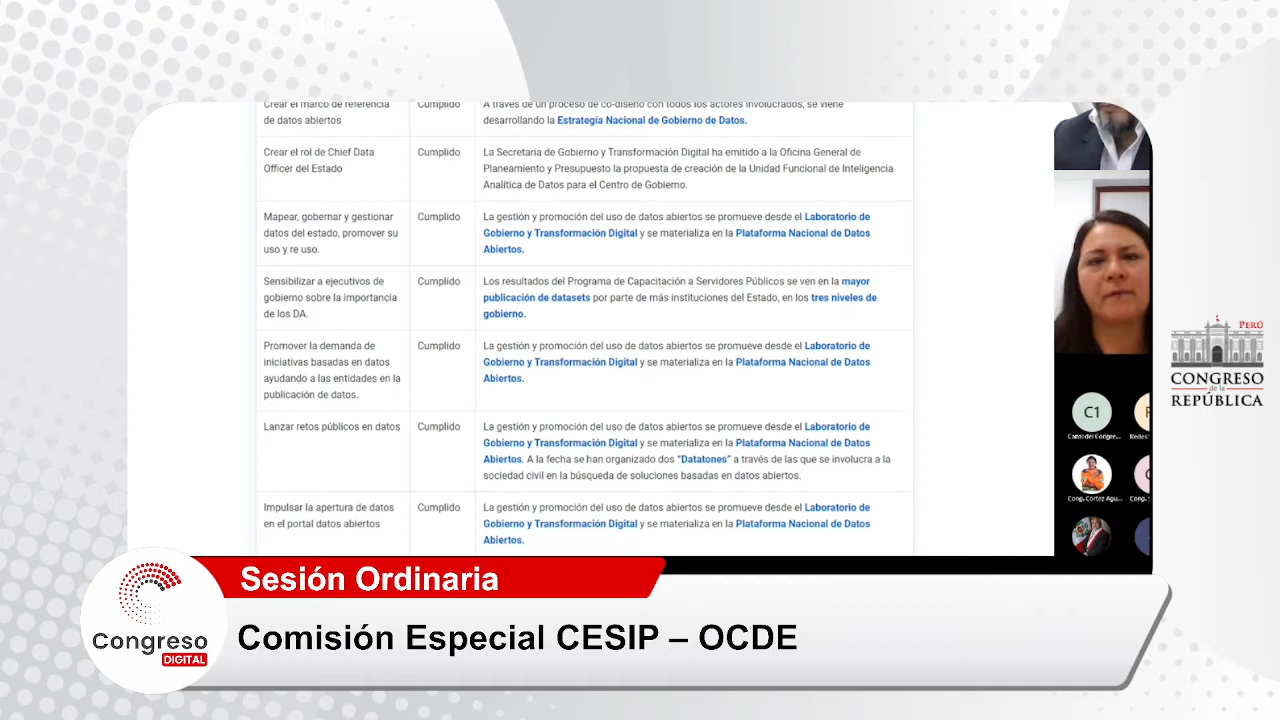 Crear el marco de referencia
de datos abiertos
Cumplido
A través de un proceso de co-diseño con todos los actores involucrados, se viene
desarrollando la Estrategía Nacional de Gobierno de Datos.
Crear el rol de Chief Data
Officer del Estado
Cumplido
La Secretaría de Gobierno y Transformación Digital ha emitido a la Oficina General de
Planeamiento y Presupuesto la propuesta de creación de la Unidad Funcional de Inteligencia
Analítica de Datos para el Centro de Gobierno.
Mapear, gobernar y gestionar
datos del estado, promover su
uso y re uso.
Cumplido
La gestión y promoción del uso de datos abiertos se promueve desde el Laboratorio de
Gobierno y Transformación Digital y se materializa en la Plataforma Nacional de Datos
Abiertos.
Sensibilizar a ejecutivos de
gobierno sobre la importancia
de los DA.
Cumplido
Los resultados del Programa de Capacitación a Servidores Públicos se ven en la mayor
publicación de datasets por parte de más instituciones del Estado, en los tres niveles de
gobierno.
Promover la demanda de
iniciativas basadas en datos
ayudando a las entidades en la
publicación de datos.
Cumplido
La gestión y promoción del uso de datos abiertos se promueve desde el Laboratorio de
Gobierno y Transformación Digital y se materializa en la Plataforma Nacional de Datos
Abiertos.
Lanzar retos públicos en datos
Cumplido
La gestión y promoción del uso de datos abiertos se promueve desde el Laboratorio de
Gobierno y Transformación Digital y se materializa en la Plataforma Nacional de Datos
Abiertos. A la fecha se han organizado dos "Datatones" a través de las que se involucra a la
sociedad civil en la búsqueda de soluciones basadas en datos abiertos.
Impulsar la apertura de datos
en el portal datos abiertos
Cumplido
La gestión y promoción del uso de datos abiertos se promueve desde el Laboratorio de
Gobierno y Transformación Digital y se materializa en la Plataforma Nacional de Datos
Abiertos.
C1
Canal del Congre...
Redes
Cong. Cortez Agu...
Cong.
PERÚ
CONGRESO
de la
REPÚBLICA
Sesión Ordinaria
Comisión Especial CESIP – OCDE
Congreso
DIGITAL